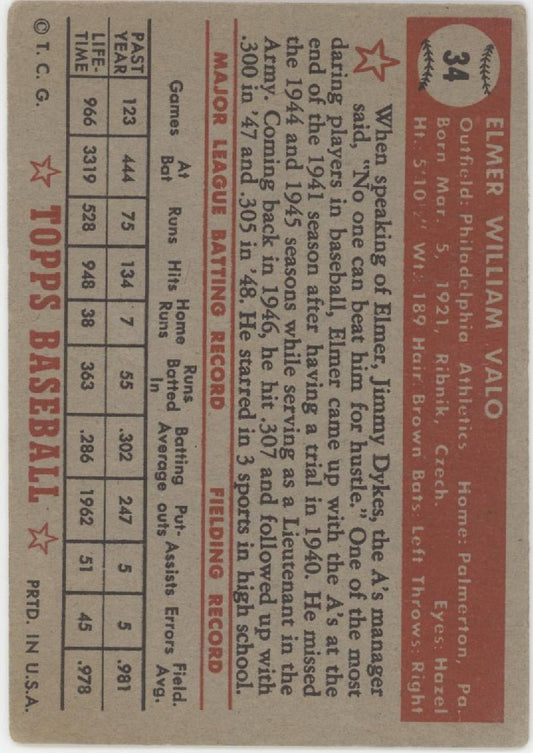 34
ELMER WILLIAM VALO
Outfield: Philadelphia Athletics Home: Palmerton, Pa.
Born Mar. 5, 1921, Ribnik, Czech. Eyes: Hazel
Ht.: 5'10½" Wt.: 189 Hair: Brown Bats: Left Throws: Right
When speaking of Elmer, Jimmy Dykes, the A's manager
said, "No one can beat him for hustle." One of the most
daring players in baseball, Elmer came up with the A's at the
end of the 1941 season after having a trial in 1940. He missed
the 1944 and 1945 seasons while serving as a Lieutenant in the
Army. Coming back in 1946, he hit .307 and followed up with
.300 in '47 and .305 in '48. He starred in 3 sports in high school.
MAJOR LEAGUE BATTING RECORD FIELDING RECORD
Games At Bat Runs Hits Home Runs Runs Batted In Batting Average Put-outs Assists Errors Field. Avg.
PAST YEAR 123 444 75 134 7 55 .302 247 5 5 .981
LIFE-TIME 966 3319 528 948 38 363 .286 1962 51 45 .978
© T. C. G. TOPPS BASEBALL PRTD. IN U.S.A.